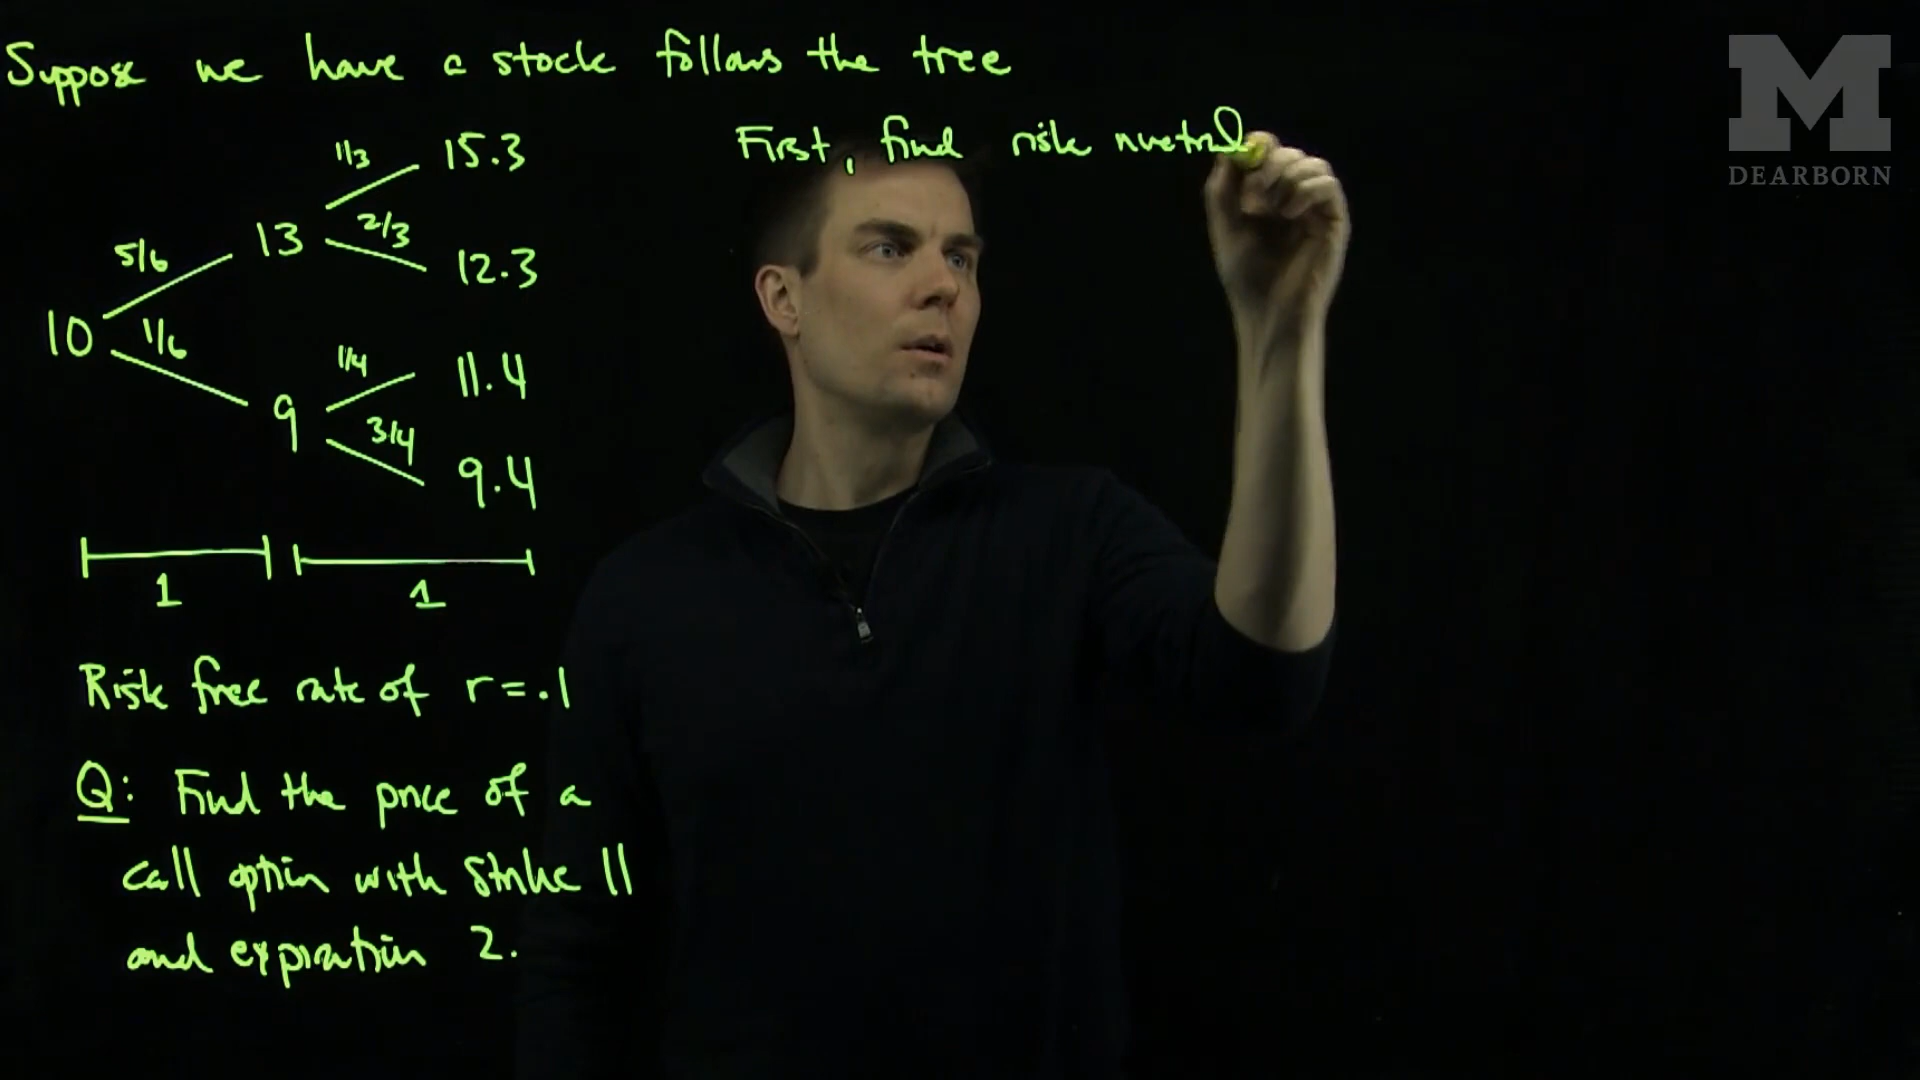 Suppose we have a stock follows the tree
First, find risk nuetral
1/3
15.3
5/6
13
2/3
12.3
10
1/6
1/4
11.4
9
3/4
9.4
1
1
Risk free rate of r = .1
Q: Find the price of a
call option with strike 11
and expiration 2.
M
DEARBORN